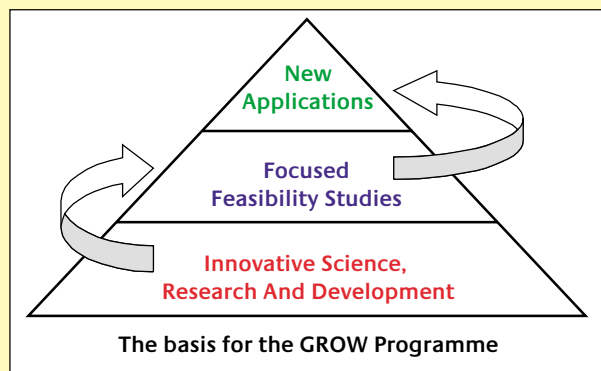 New
Applications
Focused
Feasibility Studies
Innovative Science,
Research And Development
The basis for the GROW Programme